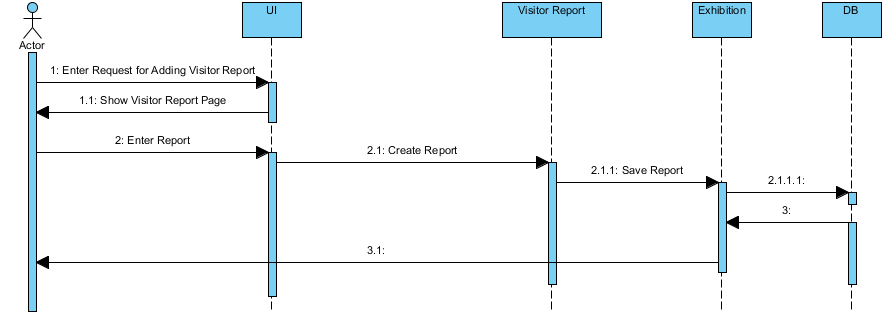 UI
Visitor Report
Exhibition
DB
Actor
1: Enter Request for Adding Visitor Report
1.1: Show Visitor Report Page
2: Enter Report
2.1: Create Report
2.1.1: Save Report
2.1.1.1:
3:
3.1: